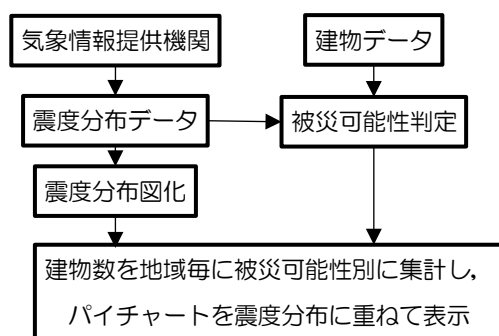 気象情報提供機関
建物データ
震度分布データ
被災可能性判定
震度分布図化
建物数を地域毎に被災可能性別に集計し,
パイチャートを震度分布に重ねて表示